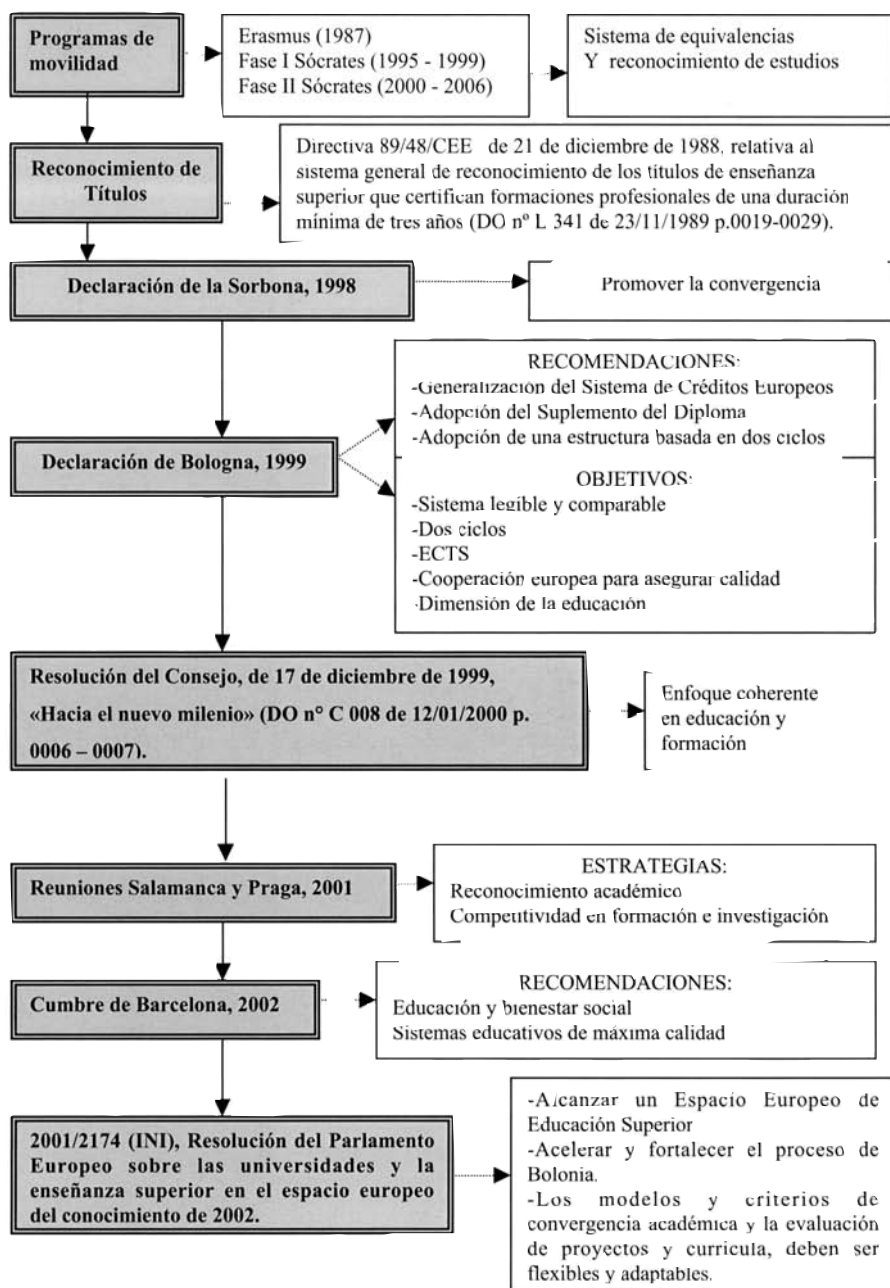 Programas de
movilidad
Erasmus (1987)
Fase I Sócrates (1995 - 1999)
Fase II Sócrates (2000 - 2006)
Sistema de equivalencias
Y reconocimiento de estudios
Reconocimiento de
Títulos
Directiva 89/48/CEE de 21 de diciembre de 1988, relativa al
sistema general de reconocimiento de los títulos de enseñanza
superior que certifican formaciones profesionales de una duración
mínima de tres años (DO nº L 341 de 23/11/1989 p.0019-0029).
Declaración de la Sorbona, 1998
Promover la convergencia
RECOMENDACIONES:
-Generalización del Sistema de Créditos Europeos
-Adopción del Suplemento del Diploma
-Adopción de una estructura basada en dos ciclos
Declaración de Bologna, 1999
OBJETIVOS:
-Sistema legible y comparable
-Dos ciclos
-ECTS
-Cooperación europea para asegurar calidad
-Dimensión de la educación
Resolución del Consejo, de 17 de diciembre de 1999,
«Hacia el nuevo milenio» (DO nº C 008 de 12/01/2000 p.
0006 – 0007).
Enfoque coherente
en educación y
formación
Reuniones Salamanca y Praga, 2001
ESTRATEGIAS:
Reconocimiento académico
Competitividad en formación e investigación
Cumbre de Barcelona, 2002
RECOMENDACIONES:
Educación y bienestar social
Sistemas educativos de máxima calidad
2001/2174 (INI), Resolución del Parlamento
Europeo sobre las universidades y la
enseñanza superior en el espacio europeo
del conocimiento de 2002.
-Alcanzar un Espacio Europeo de
Educación Superior
-Acelerar y fortalecer el proceso de
Bolonia.
-Los modelos y criterios de
convergencia académica y la evaluación
de proyectos y curricula, deben ser
flexibles y adaptables.